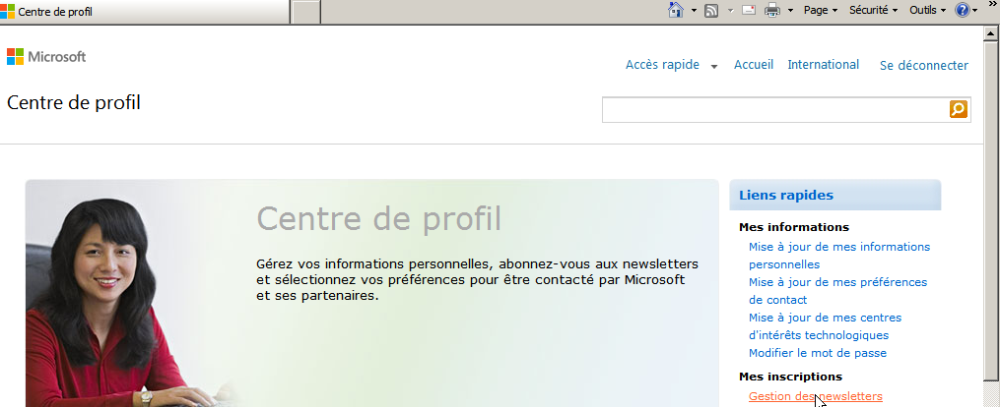 Centre de profil
Page
Sécurité
Outils
Microsoft
Accès rapide
Accueil
International
Se déconnecter
Centre de profil
Centre de profil
Gérez vos informations personnelles, abonnez-vous aux newsletters
et sélectionnez vos préférences pour être contacté par Microsoft
et ses partenaires.
Liens rapides
Mes informations
Mise à jour de mes informations
personnelles
Mise à jour de mes préférences
de contact
Mise à jour de mes centres
d'intérêts technologiques
Modifier le mot de passe
Mes inscriptions
Gestion des newsletters